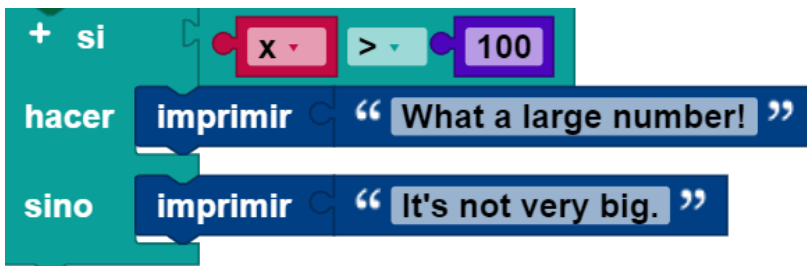 + si x > 100
hacer imprimir “ What a large number! ”
sino imprimir “ It's not very big. ”